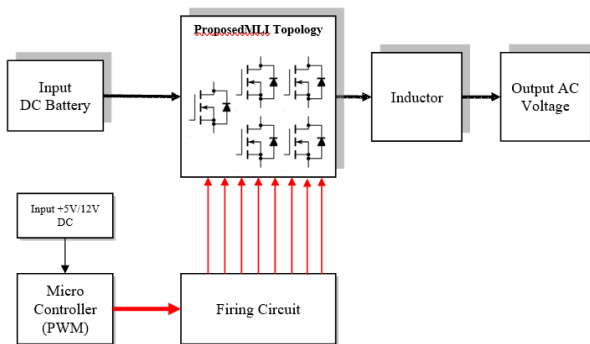 ProposedMLI Topology
Input
DC Battery
Inductor
Output AC
Voltage
Input +5V/12V
DC
Micro
Controller
(PWM)
Firing Circuit